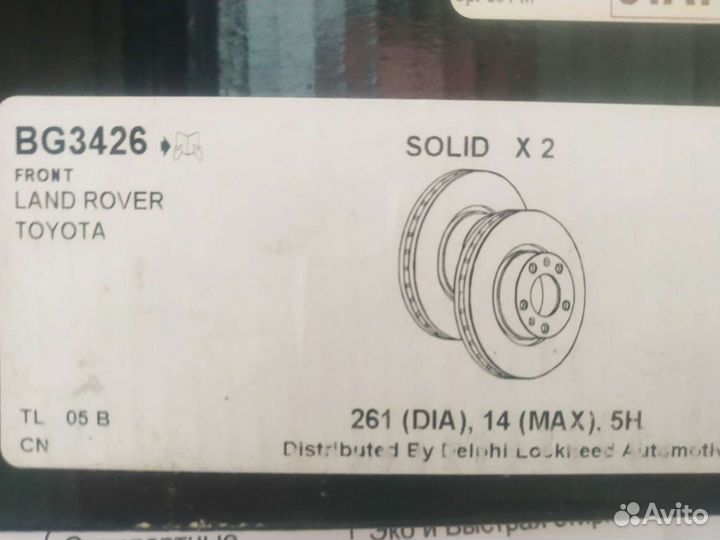 BG3426
FRONT
LAND ROVER
TOYOTA
SOLID X 2
TL 05 B
CN
261 (DIA), 14 (MAX), 5H
Distributed By Delphi Lockheed Automotiv
Эко и Быстрая
Avito